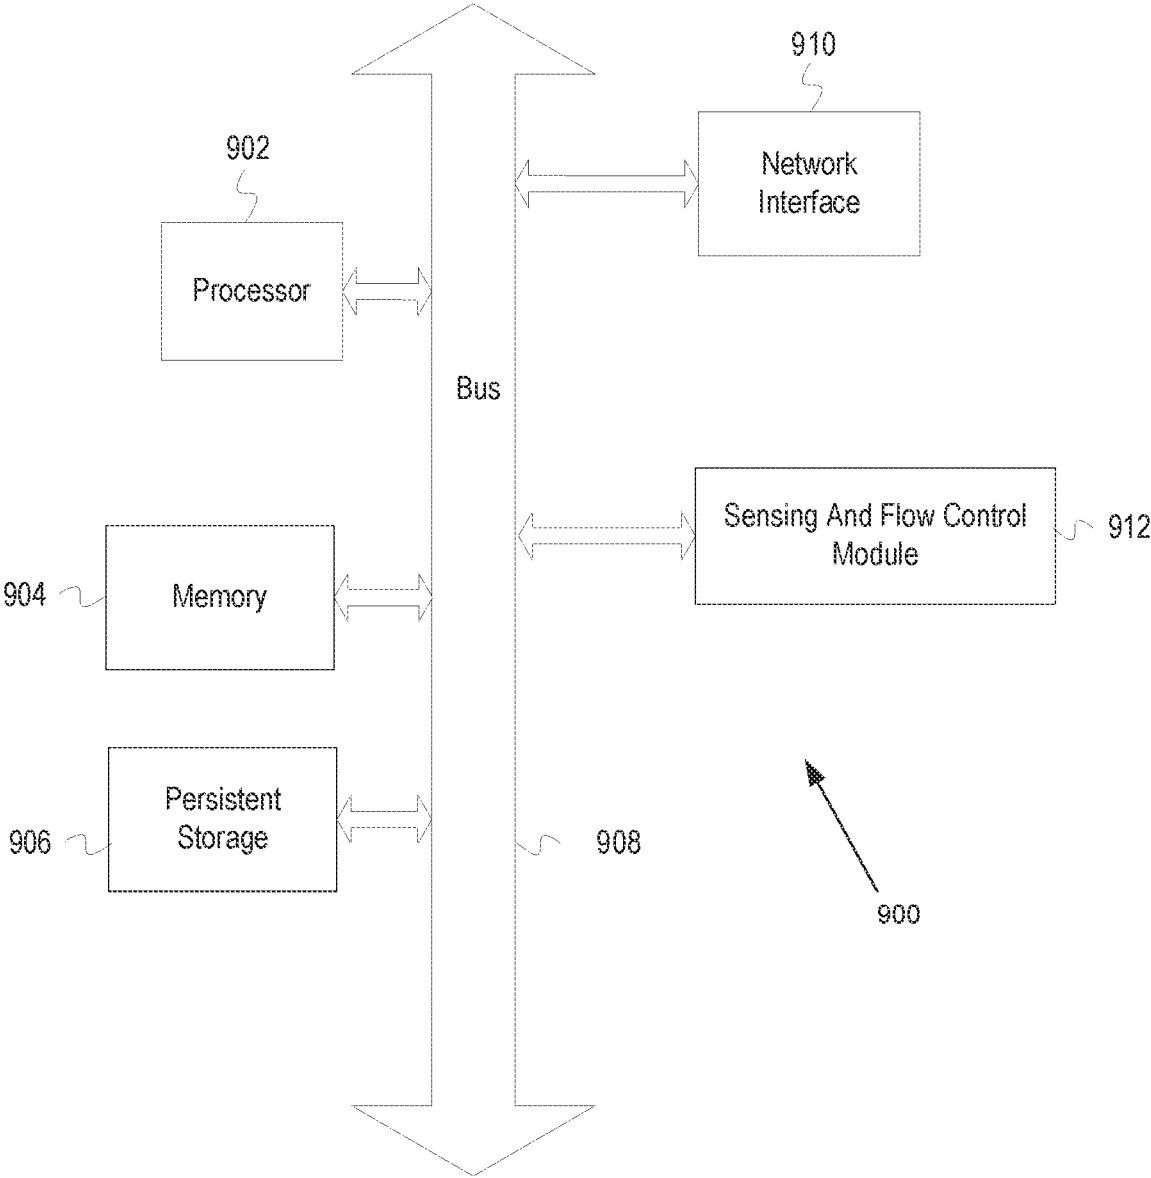 910
Network
Interface
902
Processor
Bus
Sensing And Flow Control
Module
912
904
Memory
Persistent
Storage
906
908
900